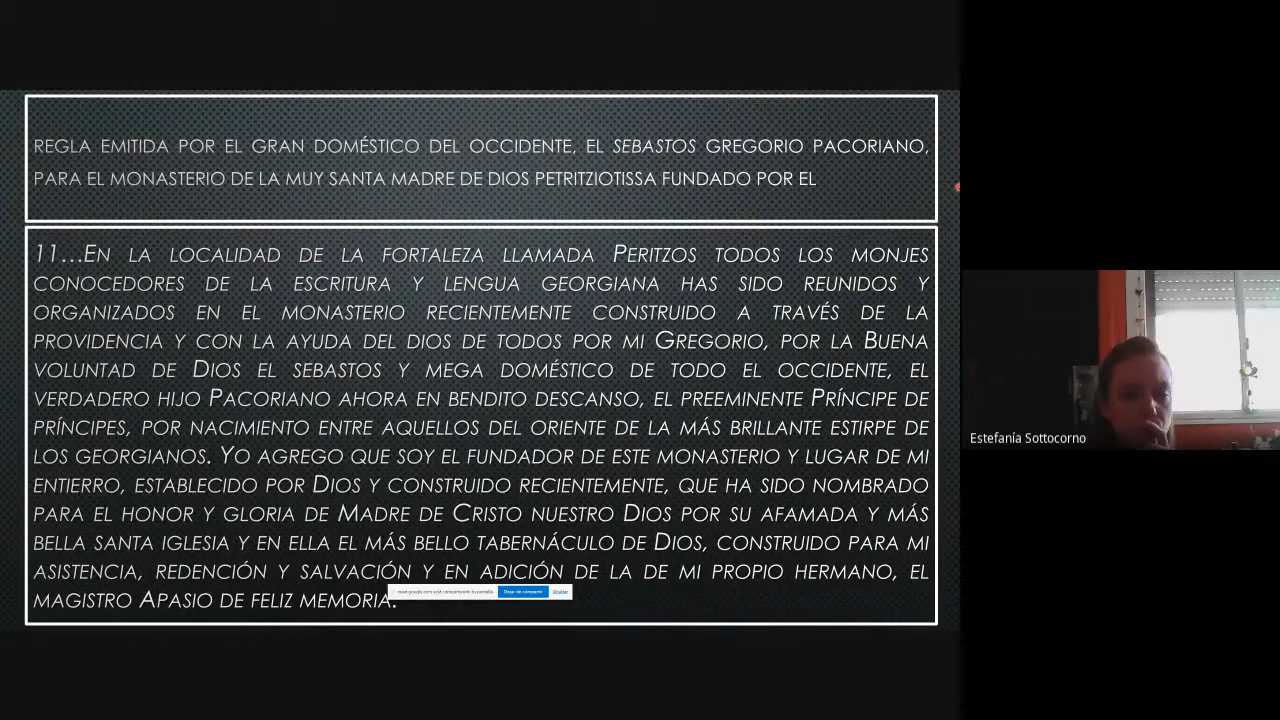 REGLA EMITIDA POR EL GRAN DOMÉSTICO DEL OCCIDENTE, EL SEBASTOS GREGORIO PACORIANO,
PARA EL MONASTERIO DE LA MUY SANTA MADRE DE DIOS PETRITZIOTISSA FUNDADO POR EL
11...EN LA LOCALIDAD DE LA FORTALEZA LLAMADA PERITZOS TODOS LOS MONJES
CONOCEDORES DE LA ESCRITURA Y LENGUA GEORGIANA HAS SIDO REUNIDOS Y
ORGANIZADOS EN EL MONASTERIO RECIENTEMENTE CONSTRUIDO A TRAVÉS DE LA
PROVIDENCIA Y CON LA AYUDA DEL DIOS DE TODOS POR MI GREGORIO, POR LA BUENA
VOLUNTAD DE DIOS EL SEBASTOS Y MEGA DOMÉSTICO DE TODO EL OCCIDENTE, EL
VERDADERO HIJO PACORIANO AHORA EN BENDITO DESCANSO, EL PREEMINENTE PRÍNCIPE DE
PRÍNCIPES, POR NACIMIENTO ENTRE AQUELLOS DEL ORIENTE DE LA MÁS BRILLANTE ESTIRPE DE
LOS GEORGIANOS. YO AGREGO QUE SOY EL FUNDADOR DE ESTE MONASTERIO Y LUGAR DE MI
ENTIERRO, ESTABLECIDO POR DIOS Y CONSTRUIDO RECIENTEMENTE, QUE HA SIDO NOMBRADO
PARA EL HONOR Y GLORIA DE MADRE DE CRISTO NUESTRO DIOS POR SU AFAMADA Y MÁS
BELLA SANTA IGLESIA Y EN ELLA EL MÁS BELLO TABERNÁCULO DE DIOS, CONSTRUIDO PARA MI
ASISTENCIA, REDENCIÓN Y SALVACIÓN Y EN ADICIÓN DE LA DE MI PROPIO HERMANO, EL
MAGISTRO APASIO DE FELIZ MEMORIA.
meet.google.com está compartiendo tu pantalla. Dejar de compartir Ocultar
Estefanía Sottocorno